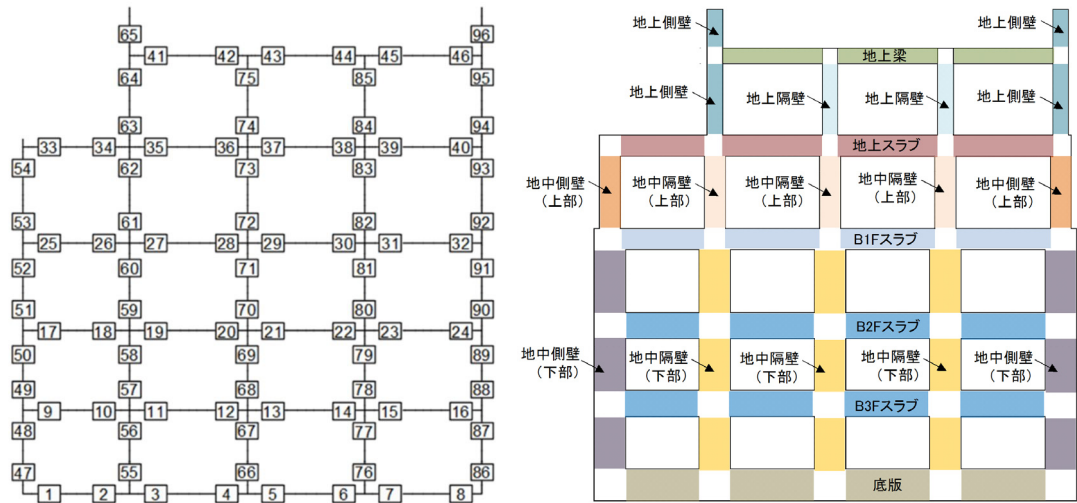 65 96
41 42 43 44 45 46
64 75 85 95
63 74 84 94
33 34 35 36 37 38 39 40
54 62 73 83 93
53 61 72 82 92
25 26 27 28 29 30 31 32
52 60 71 81 91
51 59 70 80 90
17 18 19 20 21 22 23 24
50 58 69 79 89
49 57 68 78 88
9 10 11 12 13 14 15 16
48 56 67 77 87
47 55 66 76 86
1 2 3 4 5 6 7 8
地上側壁 地上側壁
地上梁
地上側壁 地上隔壁 地上隔壁 地上側壁
地上スラブ
地中側壁 地中隔壁 地中隔壁 地中隔壁 地中側壁
(上部) (上部) (上部) (上部) (上部)
B1Fスラブ
B2Fスラブ
地中側壁 地中隔壁 地中隔壁 地中隔壁 地中側壁
(下部) (下部) (下部) (下部) (下部)
B3Fスラブ
底版